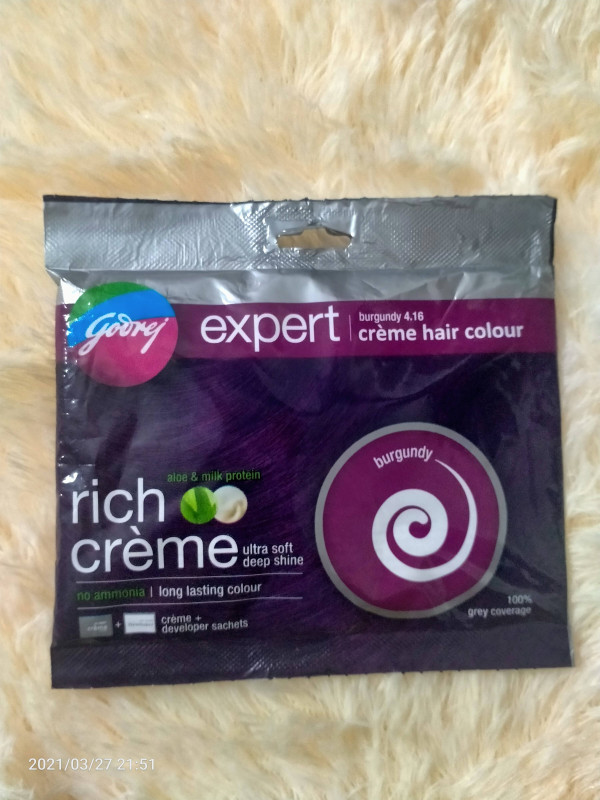 Godrej
expert
burgundy 4.16
crème hair colour
burgundy
aloe & milk protein
rich
crème
ultra soft
deep shine
no ammonia | long lasting colour
crème +
developer sachets
100%
grey coverage
2021/03/27 21:51